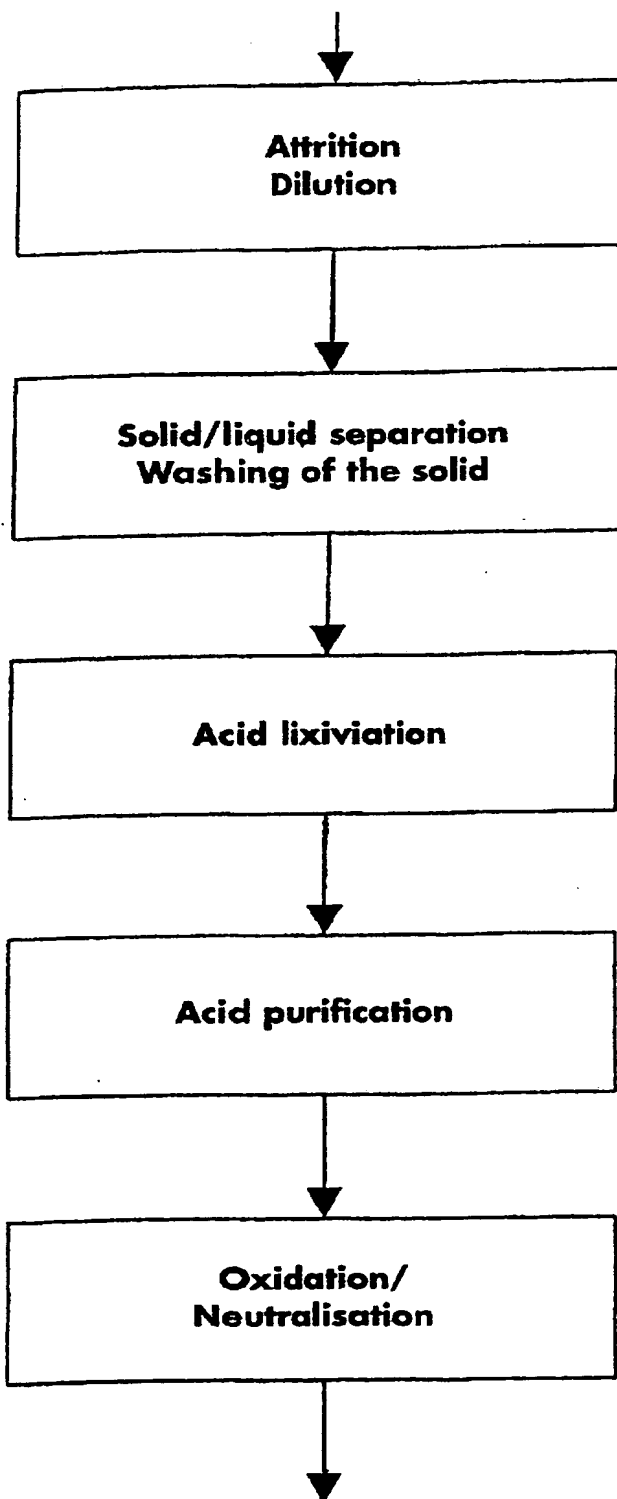 Attrition
Dilution
Solid/liquid separation
Washing of the solid
Acid lixiviation
Acid purification
Oxidation/
Neutralisation